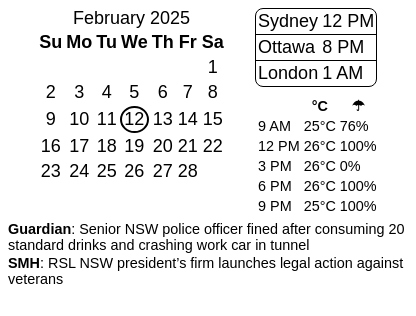 February 2025
Su Mo Tu We Th Fr Sa
1
2 3 4 5 6 7 8
9 10 11 12 13 14 15
16 17 18 19 20 21 22
23 24 25 26 27 28
Sydney 12 PM
Ottawa 8 PM
London 1 AM
°C ☂
9 AM 25°C 76%
12 PM 26°C 100%
3 PM 26°C 0%
6 PM 26°C 100%
9 PM 25°C 100%
Guardian: Senior NSW police officer fined after consuming 20
standard drinks and crashing work car in tunnel
SMH: RSL NSW president’s firm launches legal action against
veterans